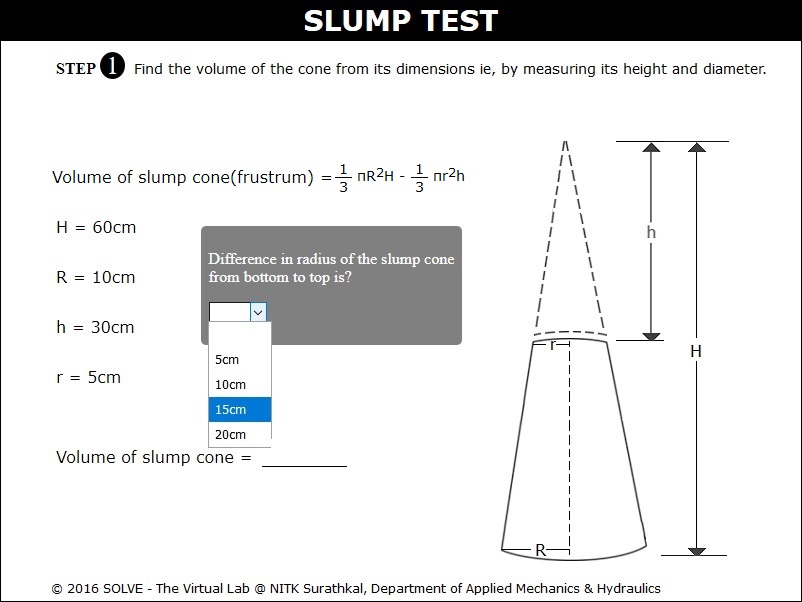 SLUMP TEST
STEP 1 Find the volume of the cone from its dimensions ie, by measuring its height and diameter.
Volume of slump cone(frustrum) = 1/3 πR²H - 1/3 πr²h
H = 60cm
R = 10cm
h = 30cm
r = 5cm
Difference in radius of the slump cone
from bottom to top is?
5cm
10cm
15cm
20cm
Volume of slump cone = ________
h
H
r
R
© 2016 SOLVE - The Virtual Lab @ NITK Surathkal, Department of Applied Mechanics & Hydraulics